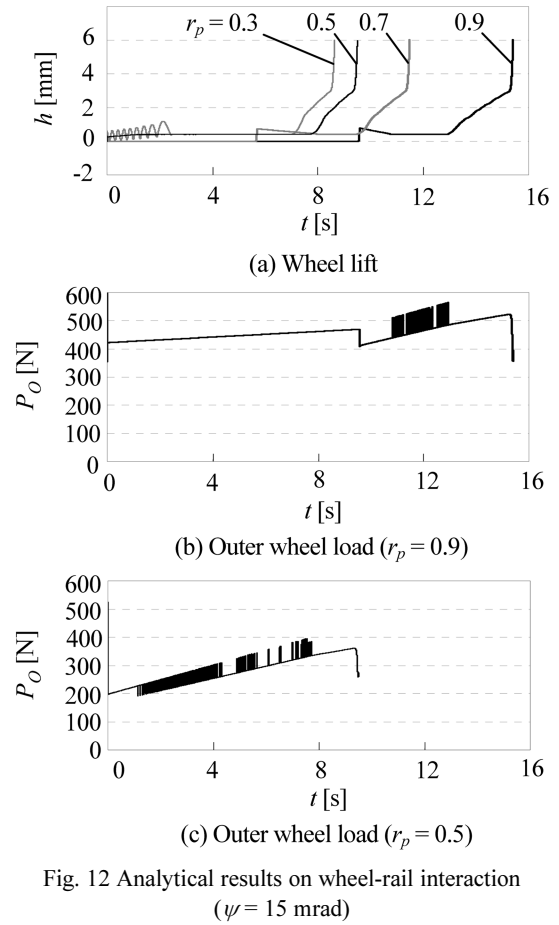 r_p = 0.3 0.5 0.7 0.9
6
4
2
0
-2
h [mm]
0 4 8 12 16
t [s]
(a) Wheel lift
600
500
400
300
200
100
0
P_O [N]
0 4 8 12 16
t [s]
(b) Outer wheel load (r_p = 0.9)
600
500
400
300
200
100
0
P_O [N]
0 4 8 12 16
t [s]
(c) Outer wheel load (r_p = 0.5)
Fig. 12 Analytical results on wheel-rail interaction
(ψ = 15 mrad)